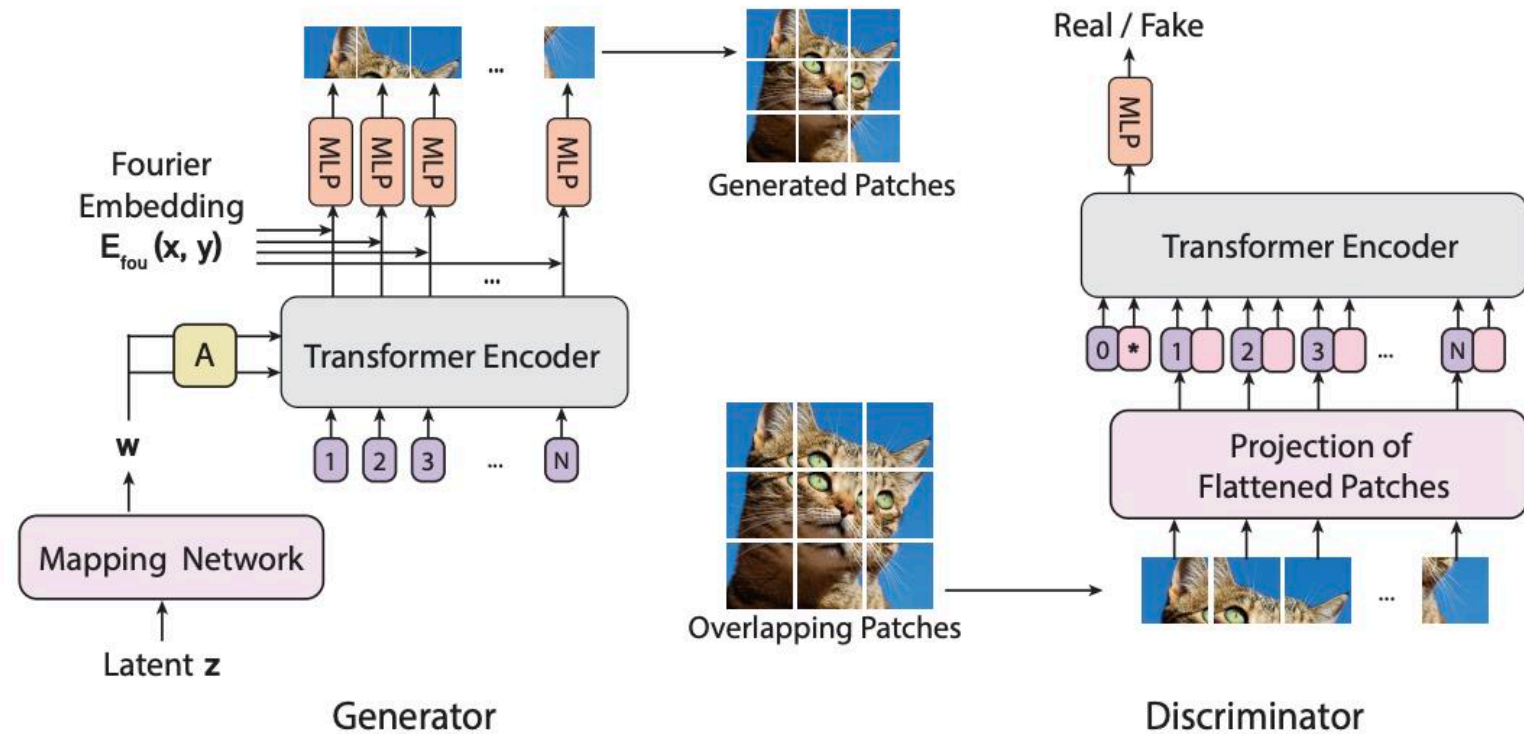 ...
Generated Patches
MLP
MLP
MLP
MLP
Fourier
Embedding
E_fou (x, y)
...
A
Transformer Encoder
w
1
2
3
...
N
Mapping Network
Latent z
Generator
Overlapping Patches
Real / Fake
MLP
Transformer Encoder
0
*
1
2
3
...
N
Projection of
Flattened Patches
...
Discriminator